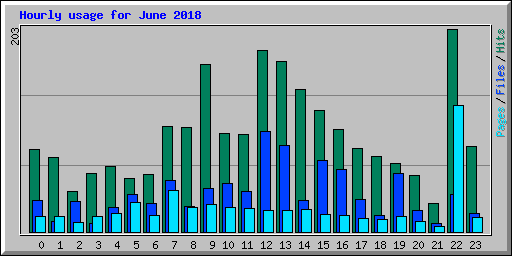 Hourly usage for June 2018
203
Pages / Files / Hits
0 1 2 3 4 5 6 7 8 9 10 11 12 13 14 15 16 17 18 19 20 21 22 23